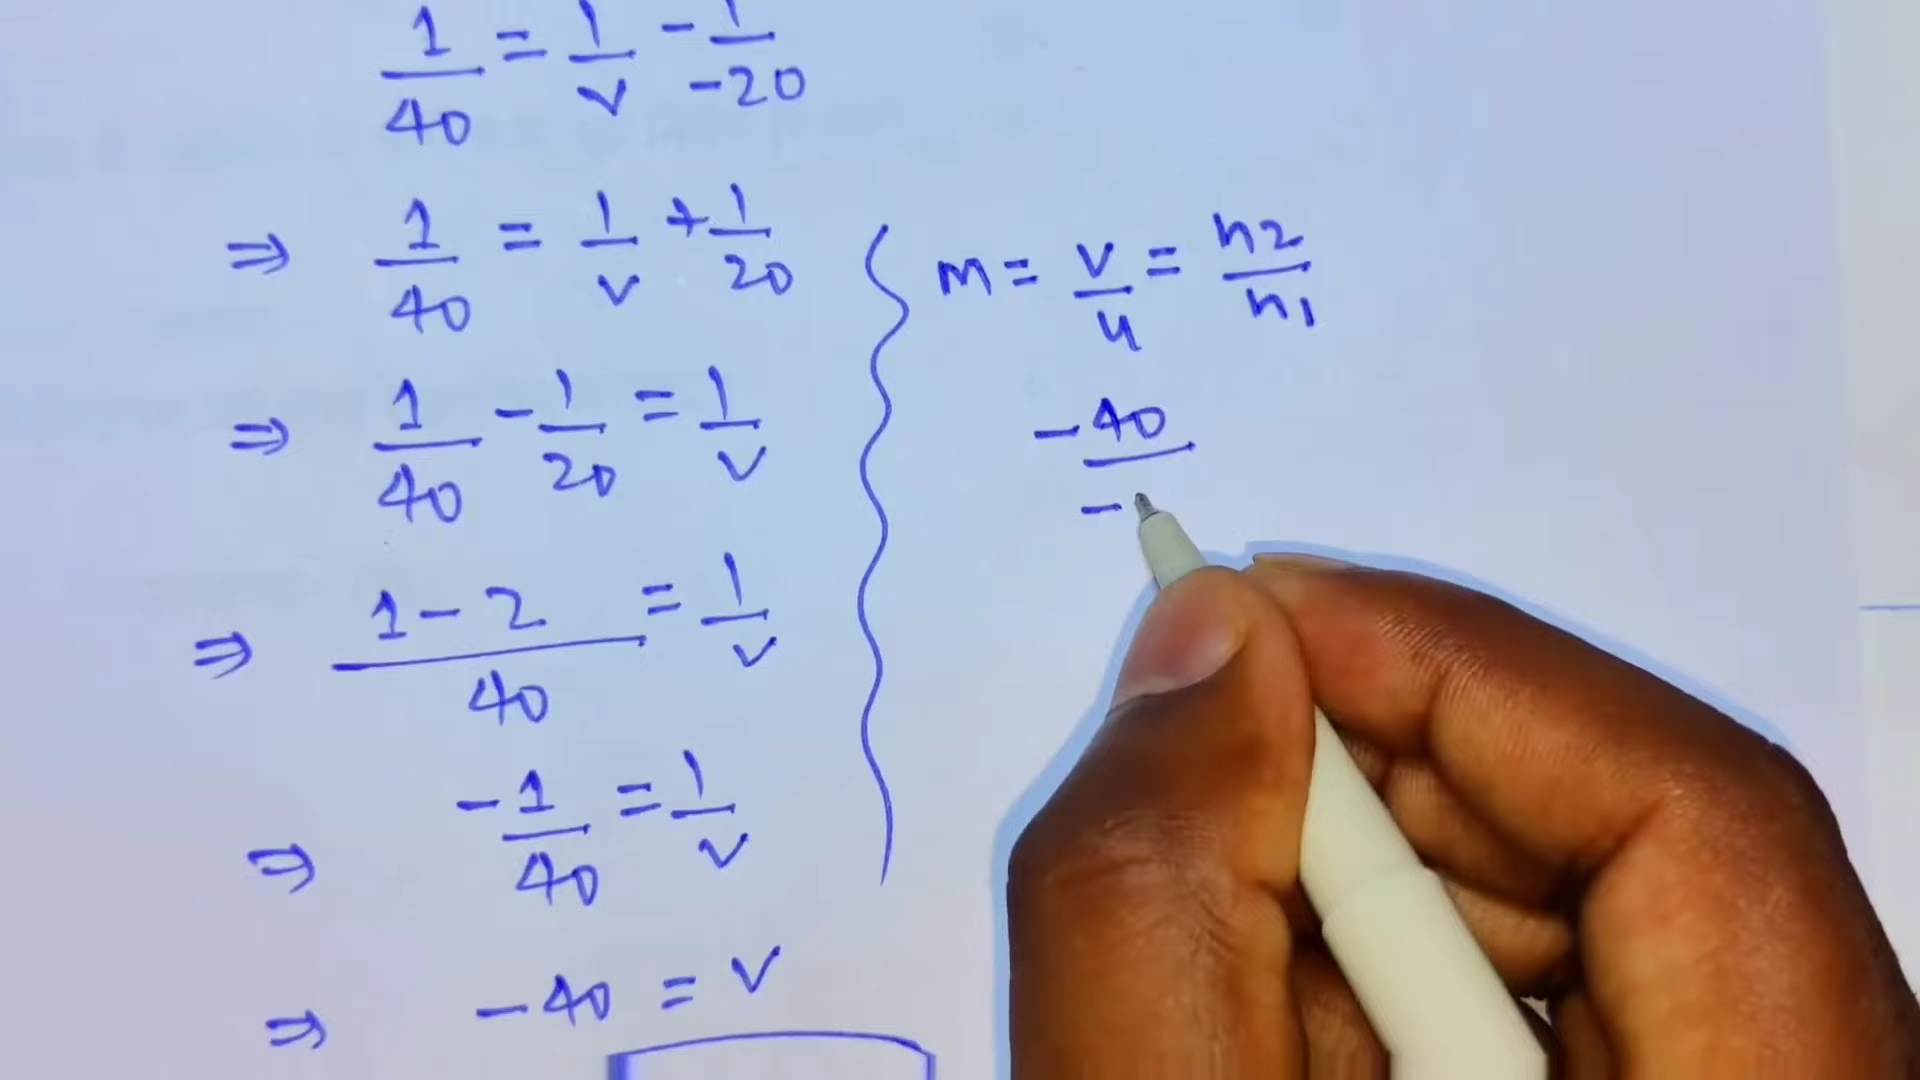 1/40 = 1/v - 1/-20
⇒ 1/40 = 1/v + 1/20
⇒ 1/40 - 1/20 = 1/v
⇒ 1-2/40 = 1/v
⇒ -1/40 = 1/v
⇒ -40 = v
m = v/u = h2/h1
-40/-